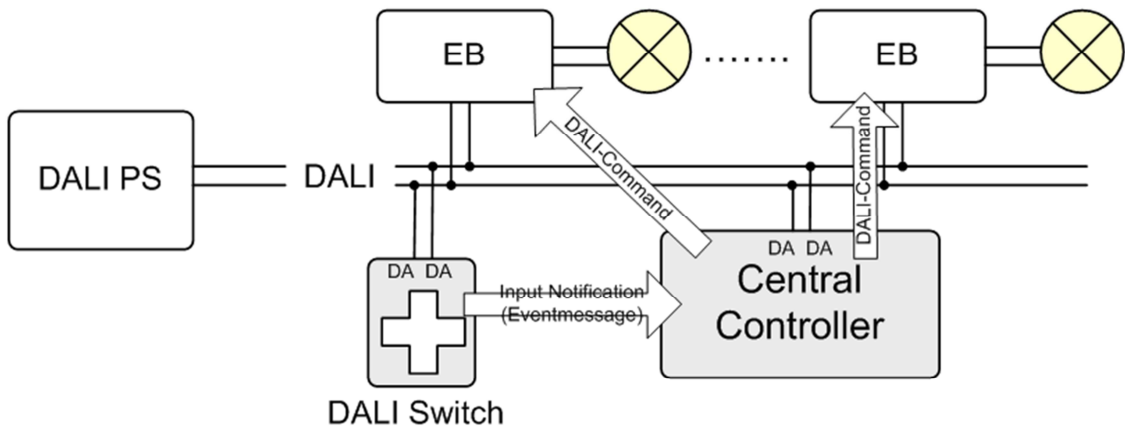 EB
.......
EB
DALI PS
DALI
DALI-Command
DALI-Command
DA DA
DA DA
Central
Controller
Input Notification
(Eventmessage)
DALI Switch